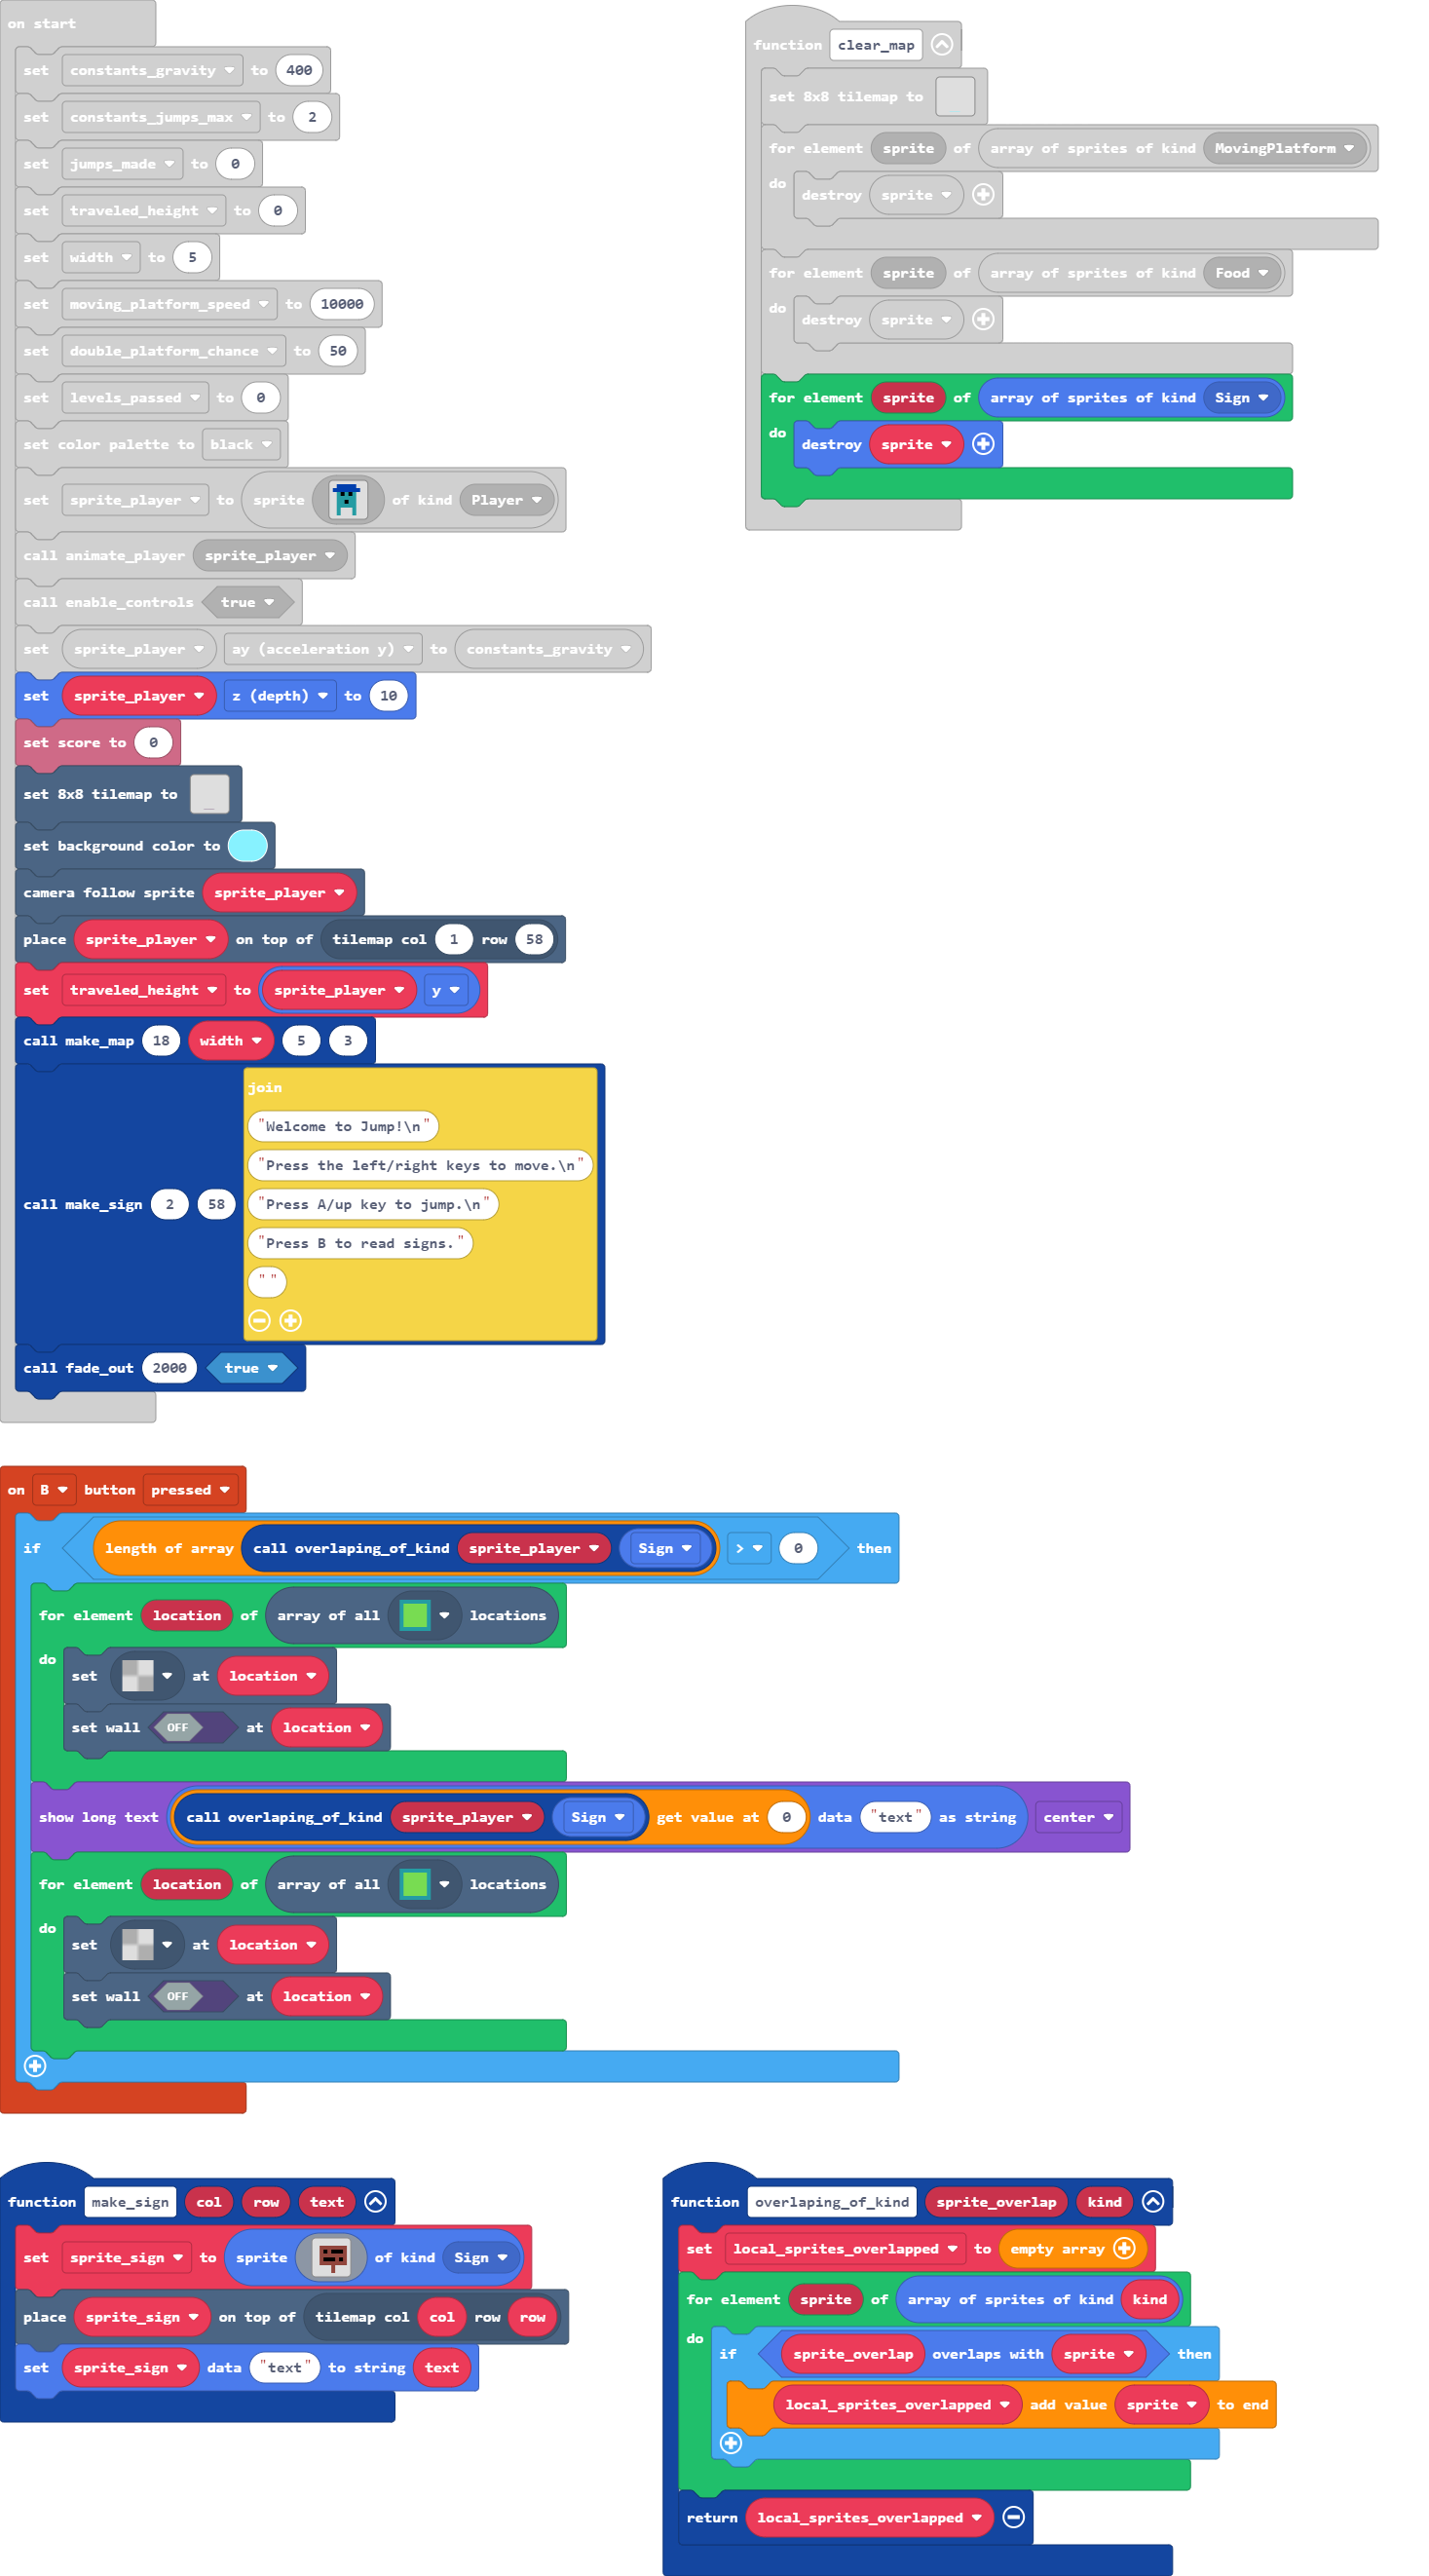 on start
set constants_gravity to 400
set constants_jumps_max to 2
set jumps_made to 0
set traveled_height to 0
set width to 5
set moving_platform_speed to 10000
set double_platform_chance to 50
set levels_passed to 0
set color palette to black
set sprite_player to sprite of kind Player
call animate_player sprite_player
call enable_controls true
set sprite_player ay (acceleration y) to constants_gravity
set sprite_player z (depth) to 10
set score to 0
set 8x8 tilemap to
set background color to
camera follow sprite sprite_player
place sprite_player on top of tilemap col 1 row 58
set traveled_height to sprite_player y
call make_map 18 width 5 3
join
"Welcome to Jump!\n"
"Press the left/right keys to move.\n"
call make_sign 2 58 "Press A/up key to jump.\n"
"Press B to read signs."
""
call fade_out 2000 true
function clear_map
set 8x8 tilemap to
for element sprite of array of sprites of kind MovingPlatform
do destroy sprite
for element sprite of array of sprites of kind Food
do destroy sprite
for element sprite of array of sprites of kind Sign
do destroy sprite
on B button pressed
if length of array call overlaping_of_kind sprite_player Sign > 0 then
for element location of array of all locations
do set at location
set wall OFF at location
show long text call overlaping_of_kind sprite_player Sign get value at 0 data "text" as string center
for element location of array of all locations
do set at location
set wall OFF at location
function make_sign col row text
set sprite_sign to sprite of kind Sign
place sprite_sign on top of tilemap col col row row
set sprite_sign data "text" to string text
function overlaping_of_kind sprite_overlap kind
set local_sprites_overlapped to empty array
for element sprite of array of sprites of kind kind
do if sprite_overlap overlaps with sprite then
local_sprites_overlapped add value sprite to end
return local_sprites_overlapped